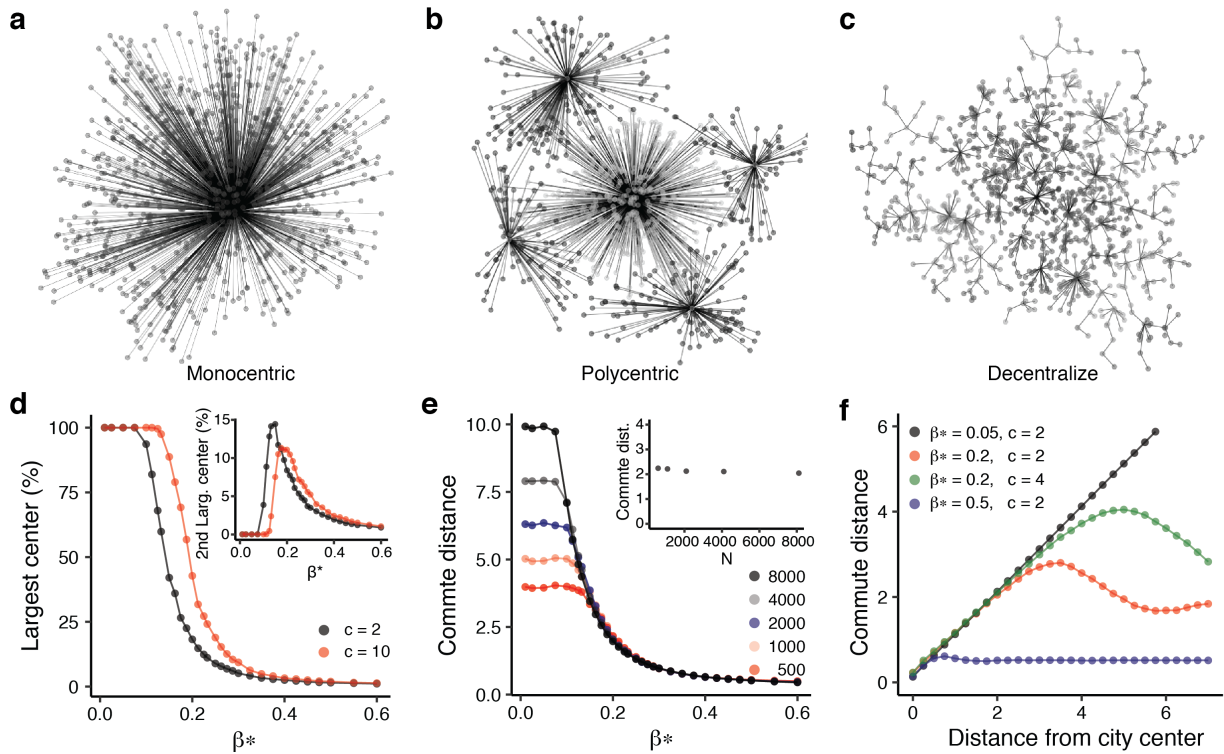 a
b
c
Monocentric
Polycentric
Decentralize
d
Largest center (%)
100
75
50
25
0
0.0
0.2
0.4
0.6
β*
c = 2
c = 10
2nd Larg. center (%)
15
10
5
0
0.0
0.2
0.4
0.6
β*
e
Commte distance
10.0
7.5
5.0
2.5
0.0
0.0
0.2
0.4
0.6
β*
Commte dist.
4
3
2
1
0
2000
4000
6000
8000
N
8000
4000
2000
1000
500
f
Commute distance
6
4
2
0
0
2
4
6
Distance from city center
β* = 0.05, c = 2
β* = 0.2, c = 2
β* = 0.2, c = 4
β* = 0.5, c = 2